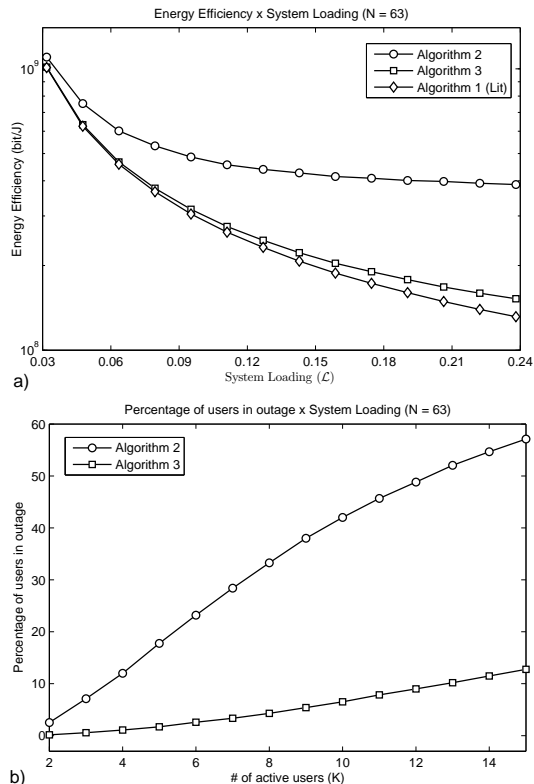 Energy Efficiency x System Loading (N = 63)
Algorithm 2
Algorithm 3
Algorithm 1 (Lit)
10^9
10^8
Energy Efficiency (bit/J)
0.03 0.06 0.09 0.12 0.15 0.18 0.21 0.24
System Loading (ℒ)
a)
Percentage of users in outage x System Loading (N = 63)
Algorithm 2
Algorithm 3
60
50
40
30
20
10
0
Percentage of users in outage
2 4 6 8 10 12 14
# of active users (K)
b)